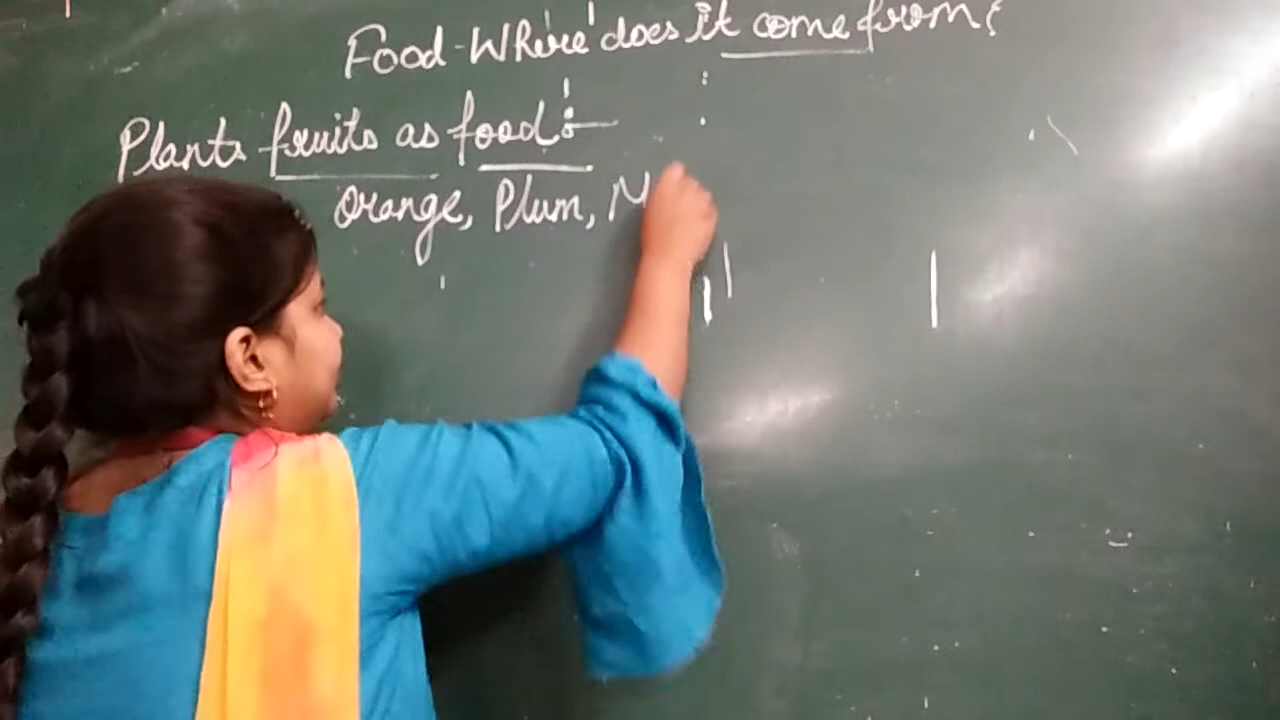 Food-Where does it come from?
Plants fruits as food:-
Orange, Plum, M